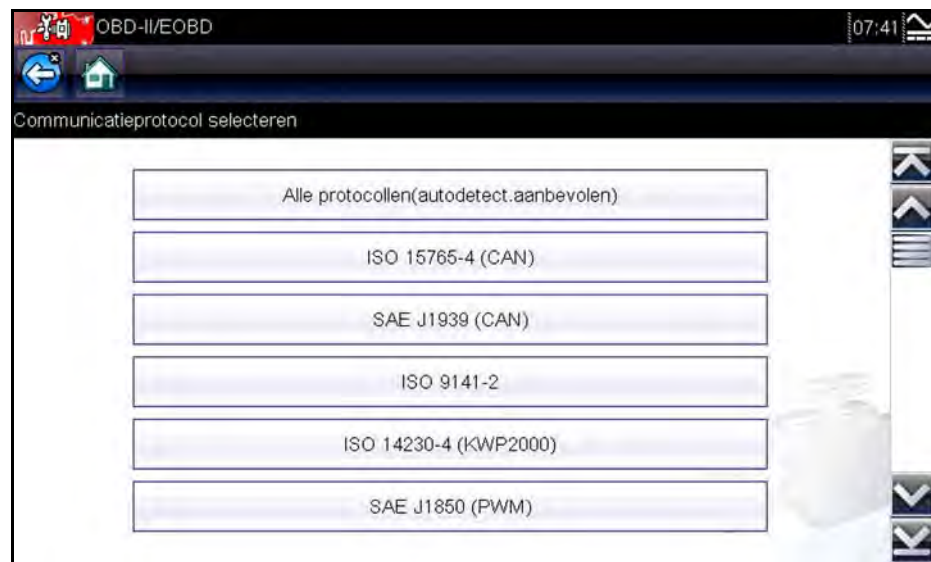 OBD-II/EOBD
07:41
Communicatieprotocol selecteren
Alle protocollen(autodetect.aanbevolen)
ISO 15765-4 (CAN)
SAE J1939 (CAN)
ISO 9141-2
ISO 14230-4 (KWP2000)
SAE J1850 (PWM)